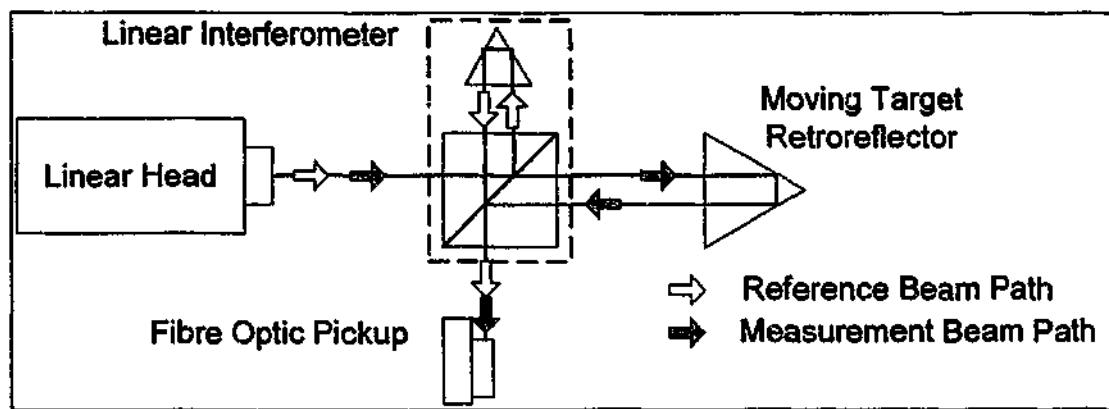 Linear Interferometer
Moving Target
Retroreflector
Linear Head
Reference Beam Path
Fibre Optic Pickup
Measurement Beam Path